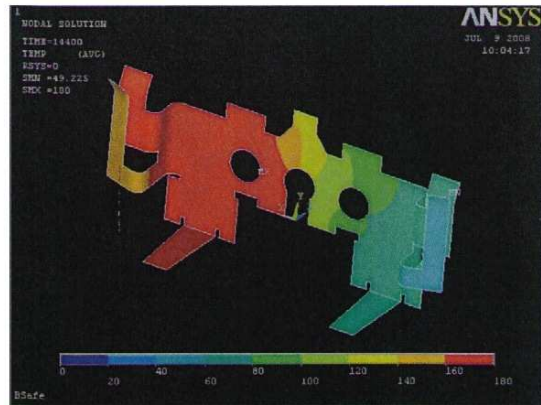 1
NODAL SOLUTION
TIME=14400
TEMP (AVG)
RSYS=0
SMN =49.225
SMX =180
ANSYS
JUL 9 2008
10:04:17
0 20 40 60 80 100 120 140 160 180
BSafe